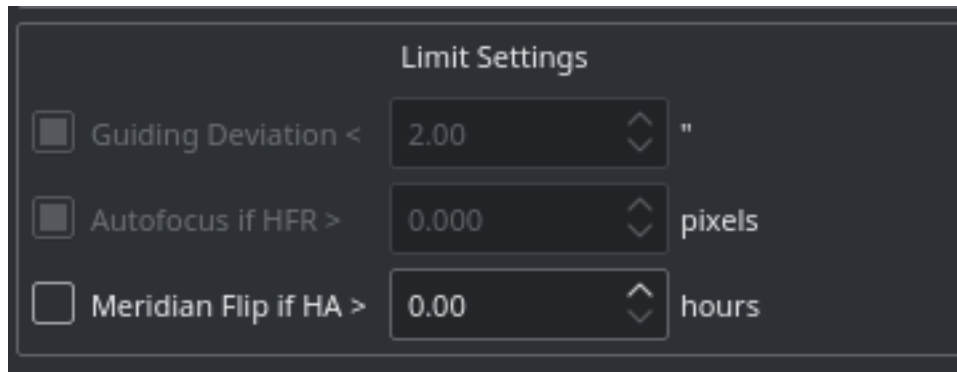 Limit Settings
Guiding Deviation < 2.00 "
Autofocus if HFR > 0.000 pixels
Meridian Flip if HA > 0.00 hours